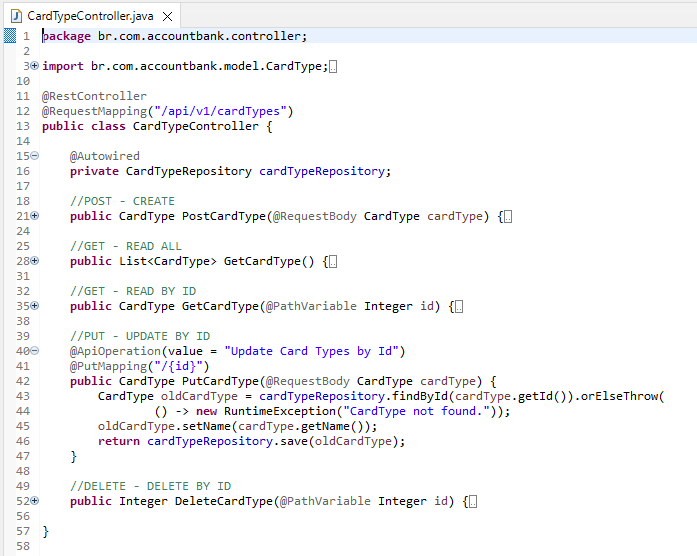 CardTypeController.java
1 package br.com.accountbank.controller;
2
3 import br.com.accountbank.model.CardType;
10
11 @RestController
12 @RequestMapping("/api/v1/cardTypes")
13 public class CardTypeController {
14
15 @Autowired
16 private CardTypeRepository cardTypeRepository;
17
18 //POST - CREATE
21 public CardType PostCardType(@RequestBody CardType cardType) {
24
25 //GET - READ ALL
28 public List<CardType> GetCardType() {
31
32 //GET - READ BY ID
35 public CardType GetCardType(@PathVariable Integer id) {
38
39 //PUT - UPDATE BY ID
40 @ApiOperation(value = "Update Card Types by Id")
41 @PutMapping("/{id}")
42 public CardType PutCardType(@RequestBody CardType cardType) {
43 CardType oldCardType = cardTypeRepository.findById(cardType.getId()).orElseThrow(
44 () -> new RuntimeException("CardType not found."));
45 oldCardType.setName(cardType.getName());
46 return cardTypeRepository.save(oldCardType);
47 }
48
49 //DELETE - DELETE BY ID
52 public Integer DeleteCardType(@PathVariable Integer id) {
56
57 }
58